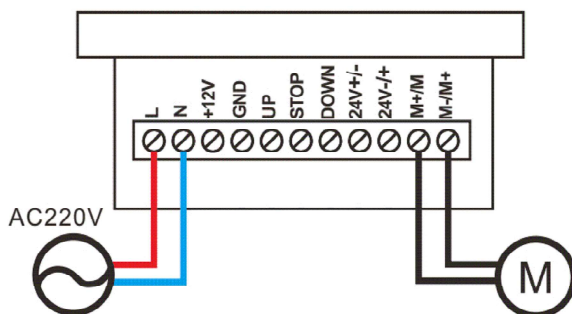 L
N
+12V
GND
UP
STOP
DOWN
24V+/-
24V-/+
M+/M
M-/M+
AC220V
M